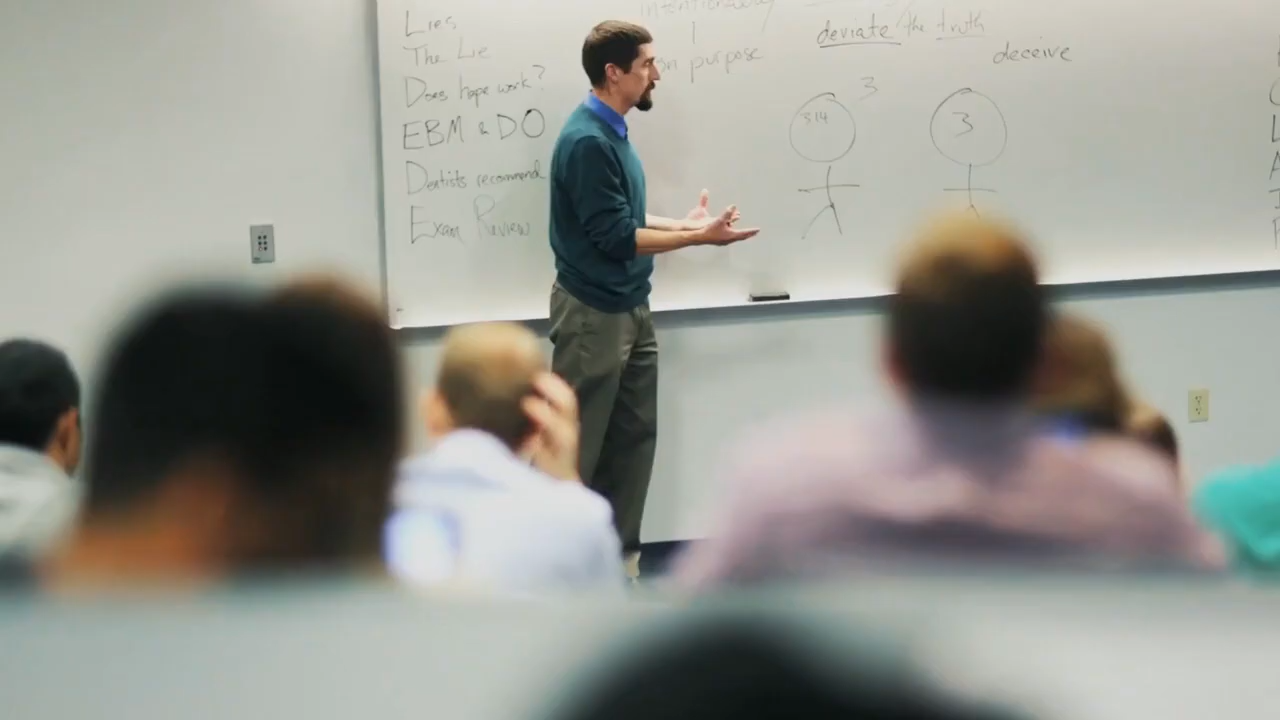 Lies
The Lie
Does hope work?
EBM & DO
Dentists recommend
Exam Review
intentionality
on purpose
deviate the truth
deceive
3
3.14
3